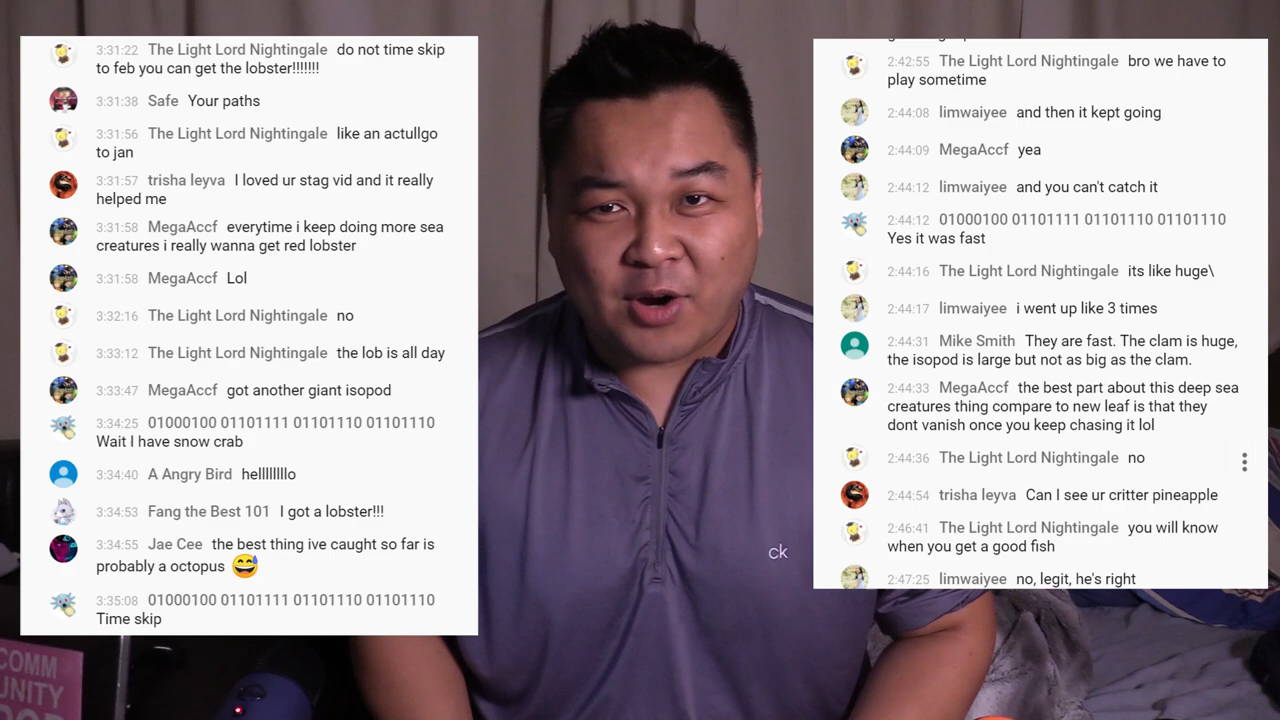 3:31:22 The Light Lord Nightingale do not time skip
to feb you can get the lobster!!!!!!!
3:31:38 Safe Your paths
3:31:56 The Light Lord Nightingale like an actullgo
to jan
3:31:57 trisha leyva I loved ur stag vid and it really
helped me
3:31:58 MegaAccf everytime i keep doing more sea
creatures i really wanna get red lobster
3:31:58 MegaAccf Lol
3:32:16 The Light Lord Nightingale no
3:33:12 The Light Lord Nightingale the lob is all day
3:33:47 MegaAccf got another giant isopod
3:34:25 01000100 01101111 01101110 01101110
Wait I have snow crab
3:34:40 A Angry Bird helllllllllo
3:34:53 Fang the Best 101 I got a lobster!!!
3:34:55 Jae Cee the best thing ive caught so far is
probably a octopus 😅
3:35:08 01000100 01101111 01101110 01101110
Time skip
2:42:55 The Light Lord Nightingale bro we have to
play sometime
2:44:08 limwaiyee and then it kept going
2:44:09 MegaAccf yea
2:44:12 limwaiyee and you can't catch it
2:44:12 01000100 01101111 01101110 01101110
Yes it was fast
2:44:16 The Light Lord Nightingale its like huge\
2:44:17 limwaiyee i went up like 3 times
2:44:31 Mike Smith They are fast. The clam is huge,
the isopod is large but not as big as the clam.
2:44:33 MegaAccf the best part about this deep sea
creatures thing compare to new leaf is that they
dont vanish once you keep chasing it lol
2:44:36 The Light Lord Nightingale no
2:44:54 trisha leyva Can I see ur critter pineapple
2:46:41 The Light Lord Nightingale you will know
when you get a good fish
2:47:25 limwaiyee no, legit, he's right
ck
COMM
UNITY